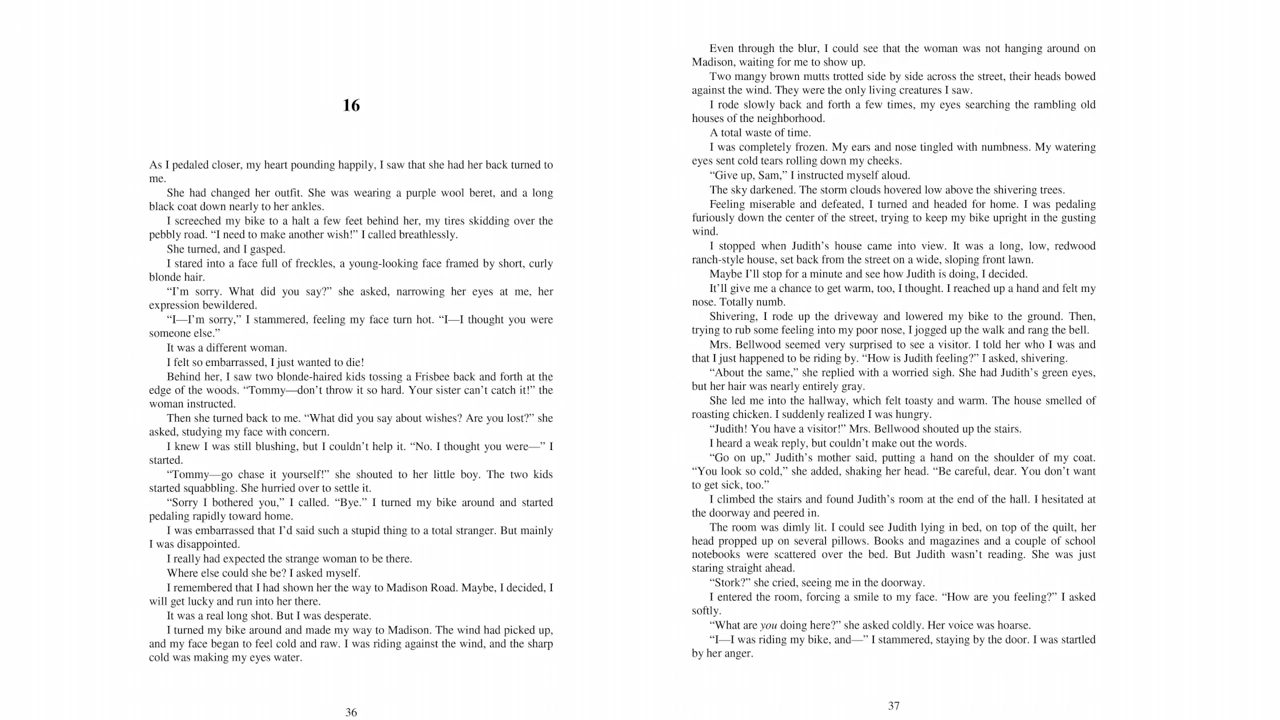 16
As I pedaled closer, my heart pounding happily, I saw that she had her back turned to
me.
She had changed her outfit. She was wearing a purple wool beret, and a long
black coat down nearly to her ankles.
I screeched my bike to a halt a few feet behind her, my tires skidding over the
pebbly road. “I need to make another wish!” I called breathlessly.
She turned, and I gasped.
I stared into a face full of freckles, a young-looking face framed by short, curly
blonde hair.
“I’m sorry. What did you say?” she asked, narrowing her eyes at me, her
expression bewildered.
“I—I’m sorry,” I stammered, feeling my face turn hot. “I—I thought you were
someone else.”
It was a different woman.
I felt so embarrassed, I just wanted to die!
Behind her, I saw two blonde-haired kids tossing a Frisbee back and forth at the
edge of the woods. “Tommy—don’t throw it so hard. Your sister can’t catch it!” the
woman instructed.
Then she turned back to me. “What did you say about wishes? Are you lost?” she
asked, studying my face with concern.
I knew I was still blushing, but I couldn’t help it. “No. I thought you were—” I
started.
“Tommy—go chase it yourself!” she shouted to her little boy. The two kids
started squabbling. She hurried over to settle it.
“Sorry I bothered you,” I called. “Bye.” I turned my bike around and started
pedaling rapidly toward home.
I was embarrassed that I’d said such a stupid thing to a total stranger. But mainly
I was disappointed.
I really had expected the strange woman to be there.
Where else could she be? I asked myself.
I remembered that I had shown her the way to Madison Road. Maybe, I decided, I
will get lucky and run into her there.
It was a real long shot. But I was desperate.
I turned my bike around and made my way to Madison. The wind had picked up,
and my face began to feel cold and raw. I was riding against the wind, and the sharp
cold was making my eyes water.
36
Even through the blur, I could see that the woman was not hanging around on
Madison, waiting for me to show up.
Two mangy brown mutts trotted side by side across the street, their heads bowed
against the wind. They were the only living creatures I saw.
I rode slowly back and forth a few times, my eyes searching the rambling old
houses of the neighborhood.
A total waste of time.
I was completely frozen. My ears and nose tingled with numbness. My watering
eyes sent cold tears rolling down my cheeks.
“Give up, Sam,” I instructed myself aloud.
The sky darkened. The storm clouds hovered low above the shivering trees.
Feeling miserable and defeated, I turned and headed for home. I was pedaling
furiously down the center of the street, trying to keep my bike upright in the gusting
wind.
I stopped when Judith’s house came into view. It was a long, low, redwood
ranch-style house, set back from the street on a wide, sloping front lawn.
Maybe I’ll stop for a minute and see how Judith is doing, I decided.
It’ll give me a chance to get warm, too, I thought. I reached up a hand and felt my
nose. Totally numb.
Shivering, I rode up the driveway and lowered my bike to the ground. Then,
trying to rub some feeling into my poor nose, I jogged up the walk and rang the bell.
Mrs. Bellwood seemed very surprised to see a visitor. I told her who I was and
that I just happened to be riding by. “How is Judith feeling?” I asked, shivering.
“About the same,” she replied with a worried sigh. She had Judith’s green eyes,
but her hair was nearly entirely gray.
She led me into the hallway, which felt toasty and warm. The house smelled of
roasting chicken. I suddenly realized I was hungry.
“Judith! You have a visitor!” Mrs. Bellwood shouted up the stairs.
I heard a weak reply, but couldn’t make out the words.
“Go on up,” Judith’s mother said, putting a hand on the shoulder of my coat.
“You look so cold,” she added, shaking her head. “Be careful, dear. You don’t want
to get sick, too.”
I climbed the stairs and found Judith’s room at the end of the hall. I hesitated at
the doorway and peered in.
The room was dimly lit. I could see Judith lying in bed, on top of the quilt, her
head propped up on several pillows. Books and magazines and a couple of school
notebooks were scattered over the bed. But Judith wasn’t reading. She was just
staring straight ahead.
“Stork?” she cried, seeing me in the doorway.
I entered the room, forcing a smile to my face. “How are you feeling?” I asked
softly.
“What are you doing here?” she asked coldly. Her voice was hoarse.
“I—I was riding my bike, and—” I stammered, staying by the door. I was startled
by her anger.
37